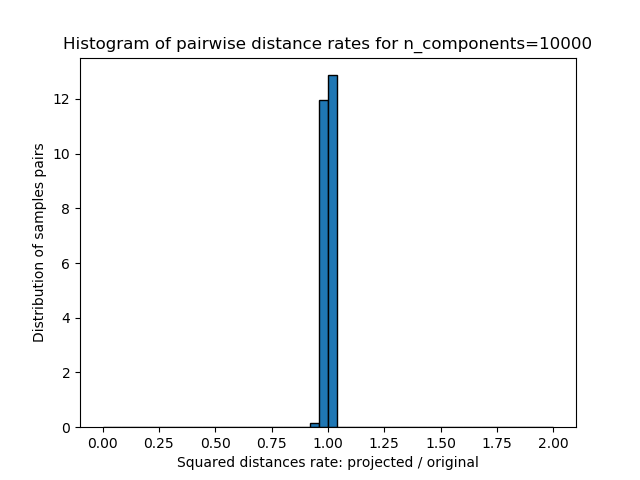 Histogram of pairwise distance rates for n_components=10000
12
10
8
6
4
2
0
Distribution of samples pairs
0.00 0.25 0.50 0.75 1.00 1.25 1.50 1.75 2.00
Squared distances rate: projected / original